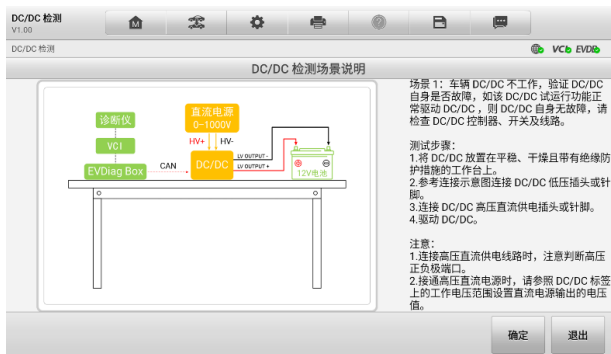 DC/DC 检测
V1.00
DC/DC 检测
VCI
EVDB
DC/DC 检测场景说明
诊断仪
VCI
EVDiag Box
CAN
直流电源
0-1000V
HV+
HV-
DC/DC
LV OUTPUT -
LV OUTPUT +
12V电池
场景 1：车辆 DC/DC 不工作，验证 DC/DC
自身是否故障，如该 DC/DC 试运行功能正
常驱动 DC/DC ，则 DC/DC 自身无故障，请
检查 DC/DC 控制器、开关及线路。
测试步骤：
1.将 DC/DC 放置在平稳、干燥且带有绝缘防
护措施的工作台上。
2.参考连接示意图连接 DC/DC 低压插头或针
脚。
3.连接 DC/DC 高压直流供电插头或针脚。
4.驱动 DC/DC。
注意：
1.连接高压直流供电线路时，注意判断高压
正负极端口。
2.接通高压直流电源时，请参照 DC/DC 标签
上的工作电压范围设置直流电源输出的电压
值。
确定
退出